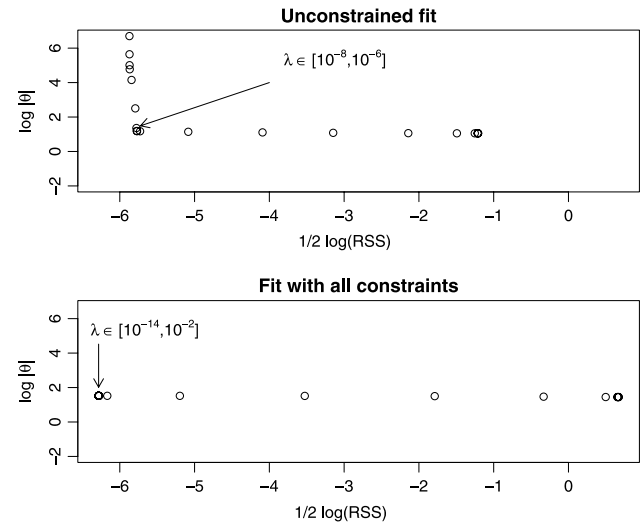 Unconstrained fit
6
4
2
0
−2
log |θ|
λ ∈ [10⁻⁸,10⁻⁶]
−6 −5 −4 −3 −2 −1 0
1/2 log(RSS)
Fit with all constraints
6
4
2
0
−2
log |θ|
λ ∈ [10⁻¹⁴,10⁻²]
−6 −5 −4 −3 −2 −1 0
1/2 log(RSS)